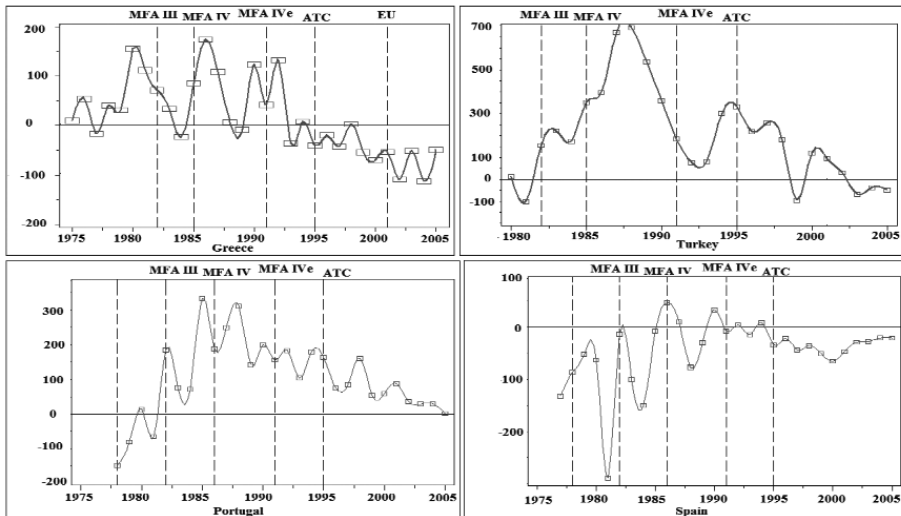 MFA III MFA IV MFA IVe ATC EU
200
100
0
-100
-200
1975 1980 1985 1990 1995 2001 2005
Greece
MFA III MFA IV MFA IVe ATC
700
500
300
100
0
-100
-1980 1985 1990 1995 2000 2005
Turkey
MFA III MFA IV MFA IVe ATC
300
200
100
0
-100
-200
1975 1980 1985 1990 1995 2000 2005
Portugal
MFA III MFA IV MFA IVe ATC
100
0
-100
-200
1975 1980 1985 1990 1995 2000 2005
Spain